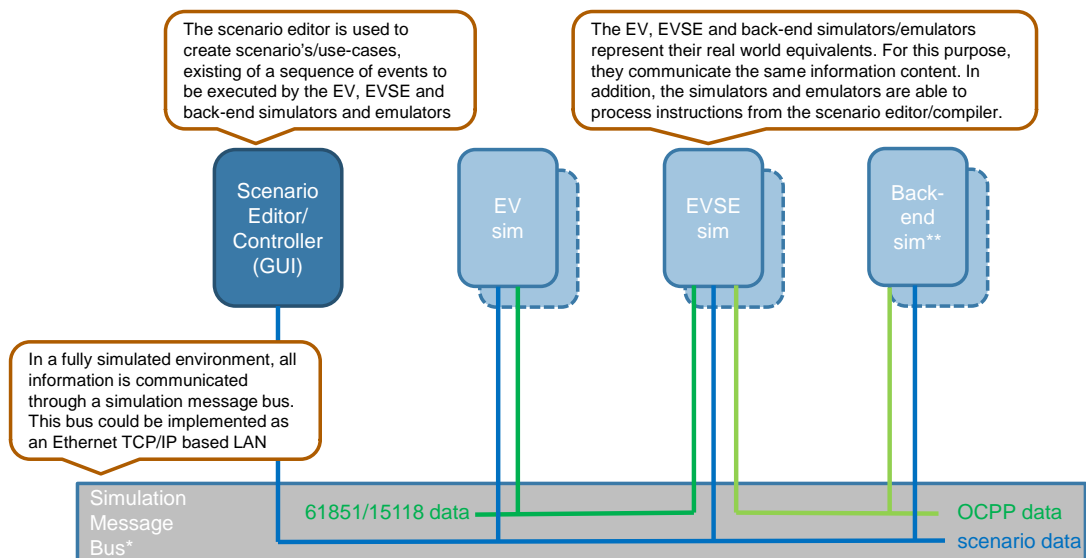 The scenario editor is used to
create scenario's/use-cases,
existing of a sequence of events to
be executed by the EV, EVSE and
back-end simulators and emulators
The EV, EVSE and back-end simulators/emulators
represent their real world equivalents. For this purpose,
they communicate the same information content. In
addition, the simulators and emulators are able to
process instructions from the scenario editor/compiler.
Scenario
Editor/
Controller
(GUI)
EV
sim
EVSE
sim
Back-
end
sim**
In a fully simulated environment, all
information is communicated
through a simulation message bus.
This bus could be implemented as
an Ethernet TCP/IP based LAN
Simulation
Message
Bus*
61851/15118 data
OCPP data
scenario data